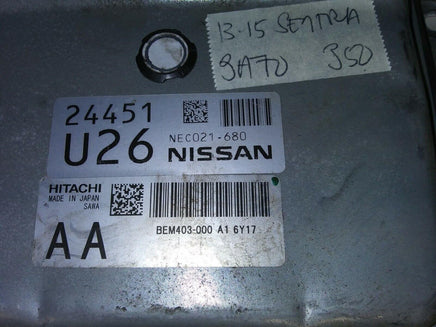 13-15 SENTRA
9A70 350
24451
U26
NEC021-680
NISSAN
HITACHI
MADE IN JAPAN
SAWA
AA
BEM403-000 A1 6Y17